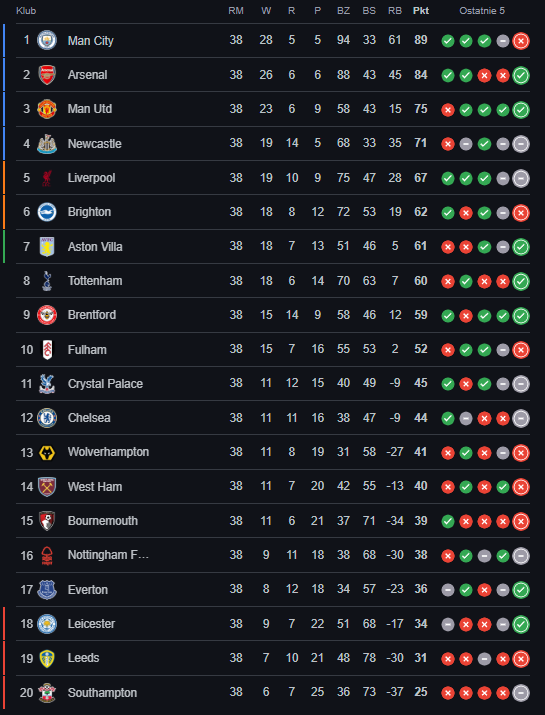 Klub RM W R P BZ BS RB Pkt Ostatnie 5
1 Man City 38 28 5 5 94 33 61 89
2 Arsenal 38 26 6 6 88 43 45 84
3 Man Utd 38 23 6 9 58 43 15 75
4 Newcastle 38 19 14 5 68 33 35 71
5 Liverpool 38 19 10 9 75 47 28 67
6 Brighton 38 18 8 12 72 53 19 62
7 Aston Villa 38 18 7 13 51 46 5 61
8 Tottenham 38 18 6 14 70 63 7 60
9 Brentford 38 15 14 9 58 46 12 59
10 Fulham 38 15 7 16 55 53 2 52
11 Crystal Palace 38 11 12 15 40 49 -9 45
12 Chelsea 38 11 11 16 38 47 -9 44
13 Wolverhampton 38 11 8 19 31 58 -27 41
14 West Ham 38 11 7 20 42 55 -13 40
15 Bournemouth 38 11 6 21 37 71 -34 39
16 Nottingham F... 38 9 11 18 38 68 -30 38
17 Everton 38 8 12 18 34 57 -23 36
18 Leicester 38 9 7 22 51 68 -17 34
19 Leeds 38 7 10 21 48 78 -30 31
20 Southampton 38 6 7 25 36 73 -37 25